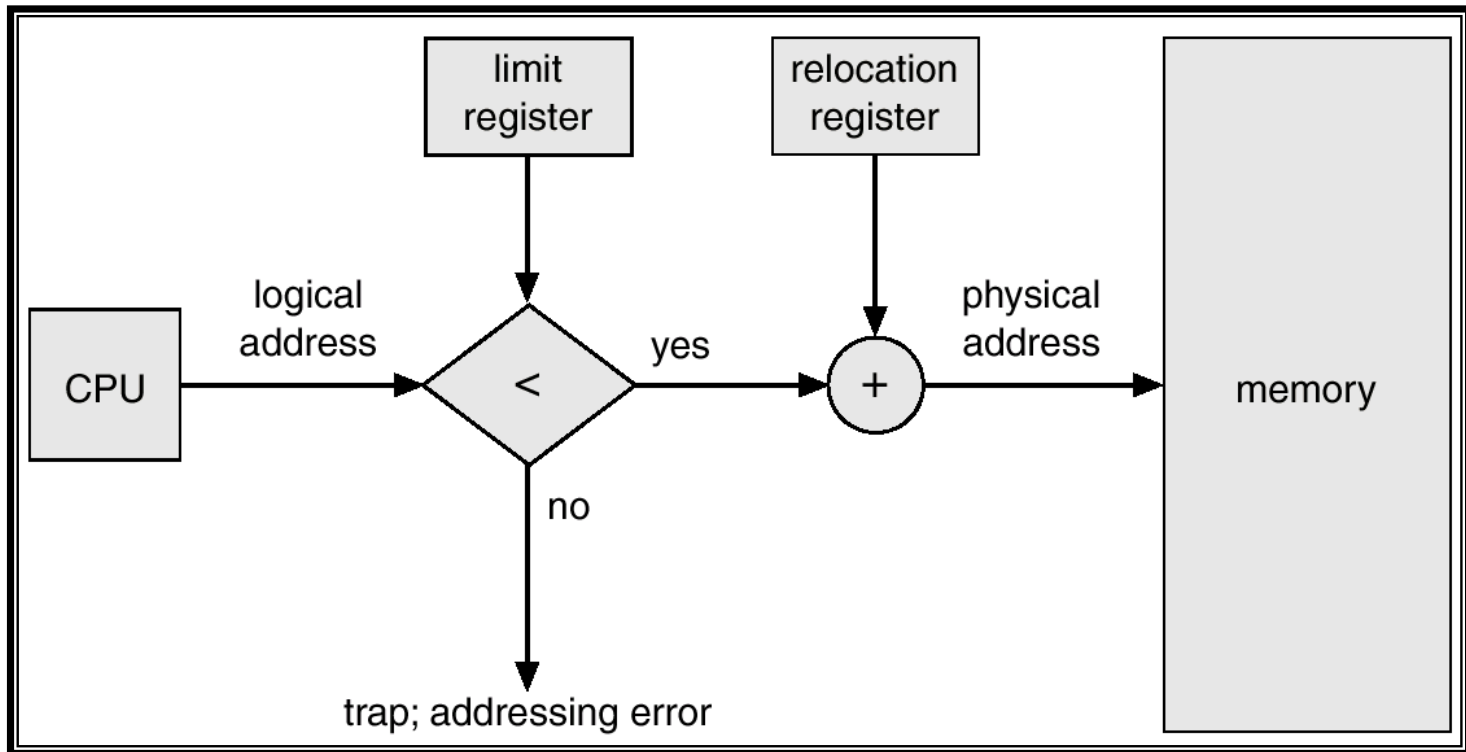 limit
register
relocation
register
logical
address
yes
physical
address
CPU
<
+
memory
no
trap; addressing error